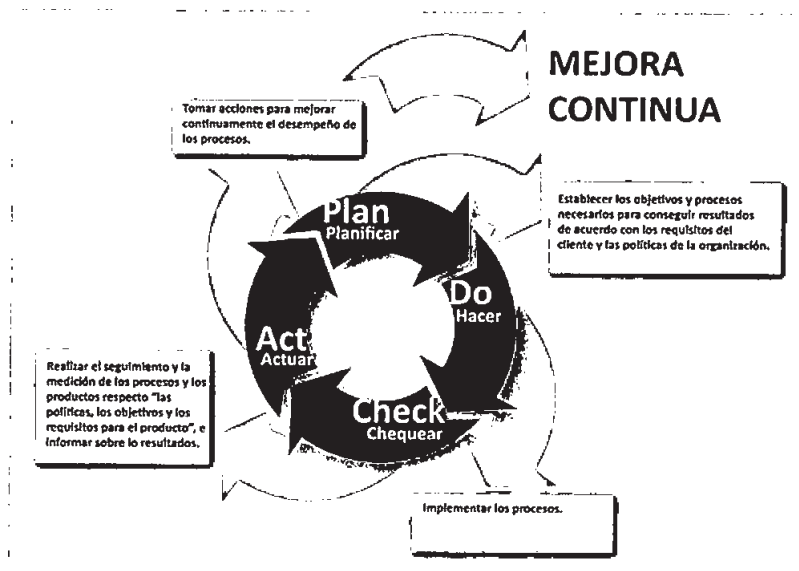 MEJORA
CONTINUA
Tomar acciones para mejorar
continuamente el desempeño de
los procesos.
Plan
Planificar
Establecer los objetivos y procesos
necesarios para conseguir resultados
de acuerdo con los requisitos del
cliente y las políticas de la organización.
Do
Hacer
Act
Actuar
Realizar el seguimiento y la
medición de los procesos y los
productos respecto "las
políticas, los objetivos y los
requisitos para el producto", e
informar sobre lo resultados.
Check
Chequear
Implementar los procesos.